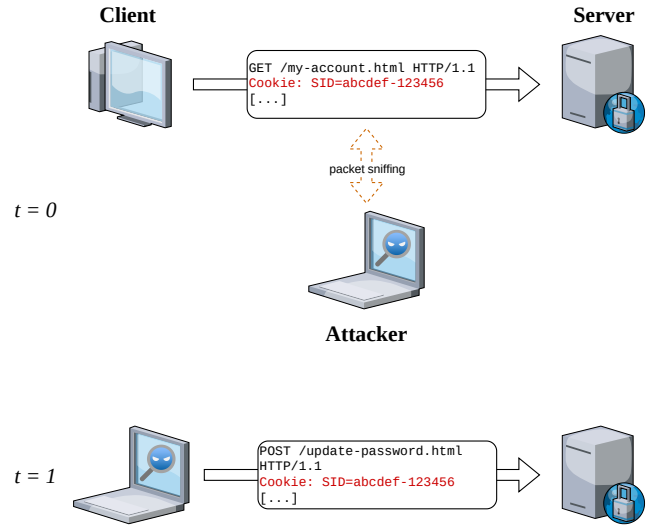 Client
Server
GET /my-account.html HTTP/1.1
Cookie: SID=abcdef-123456
[...]
packet sniffing
t = 0
Attacker
t = 1
POST /update-password.html
HTTP/1.1
Cookie: SID=abcdef-123456
[...]